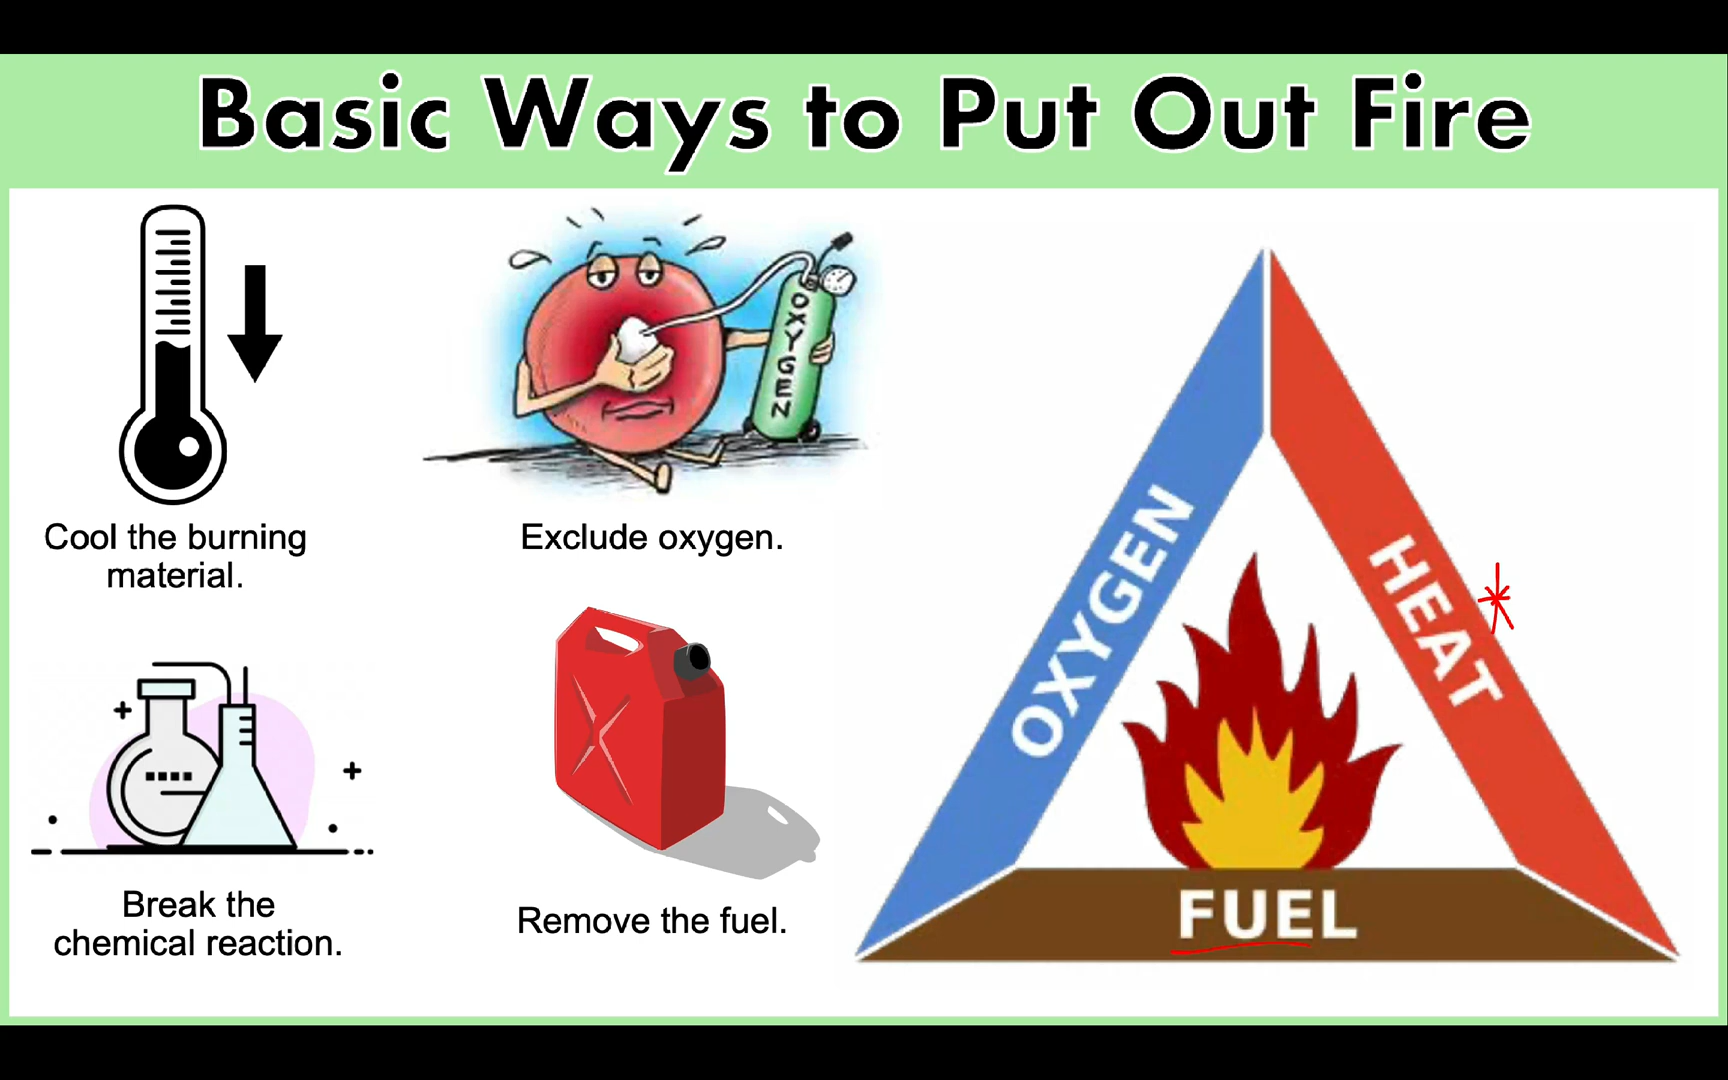 Basic Ways to Put Out Fire
Cool the burning
material.
OXYGEN
Exclude oxygen.
Break the
chemical reaction.
Remove the fuel.
OXYGEN
HEAT
FUEL